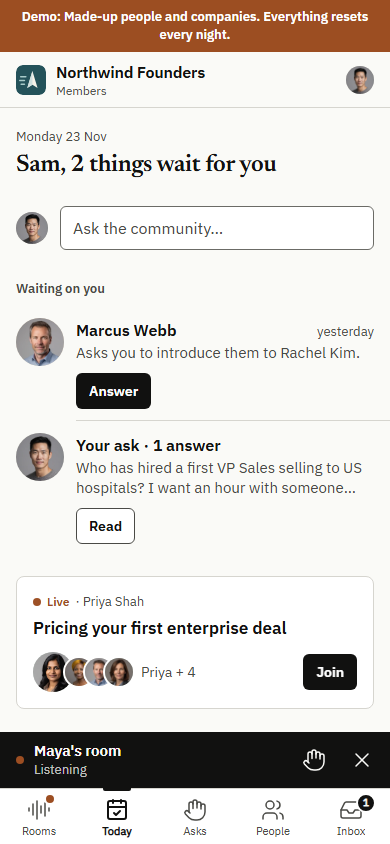 Demo: Made-up people and companies. Everything resets
every night.
Northwind Founders
Members
Monday 23 Nov
Sam, 2 things wait for you
Ask the community...
Waiting on you
Marcus Webb yesterday
Asks you to introduce them to Rachel Kim.
Answer
Your ask · 1 answer
Who has hired a first VP Sales selling to US
hospitals? I want an hour with someone...
Read
Live · Priya Shah
Pricing your first enterprise deal
Priya + 4 Join
Maya's room
Listening
1
Rooms Today Asks People Inbox